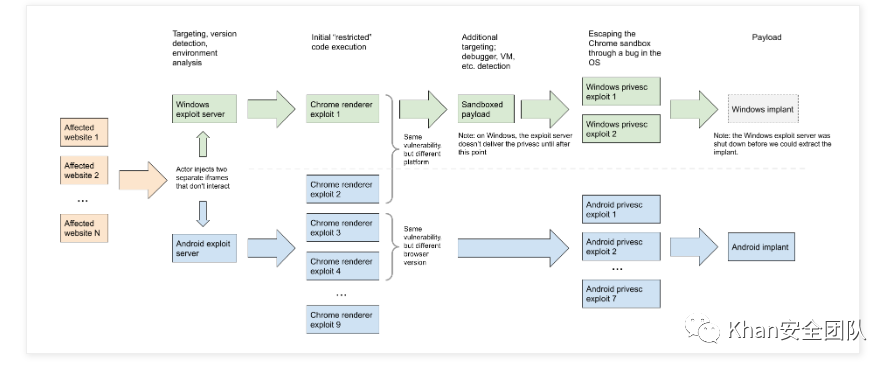 Targeting, version
detection,
environment
analysis
Initial “restricted”
code execution
Additional
targeting;
debugger, VM,
etc. detection
Escaping the
Chrome sandbox
through a bug in the
OS
Payload
Affected
website 1
Affected
website 2
...
Affected
website N
Windows
exploit server
Actor injects two
separate iframes
that don't interact
Android exploit
server
Chrome renderer
exploit 1
Same
vulnerability
but different
platform
Chrome renderer
exploit 2
Chrome renderer
exploit 3
Same
vulnerability
but different
browser
version
Chrome renderer
exploit 4
...
Chrome renderer
exploit 9
Sandboxed
payload
Note: on Windows, the exploit server
doesn't deliver the privesc until after
this point
Windows privesc
exploit 1
Windows privesc
exploit 2
Windows implant
Note: the Windows exploit server was
shut down before we could extract the
implant.
Android privesc
exploit 1
Android privesc
exploit 2
...
Android privesc
exploit 7
Android implant
Khan安全团队